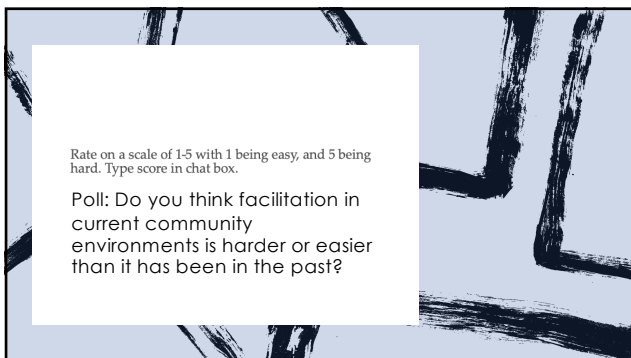 Rate on a scale of 1-5 with 1 being easy, and 5 being
hard. Type score in chat box.
Poll: Do you think facilitation in
current community
environments is harder or easier
than it has been in the past?